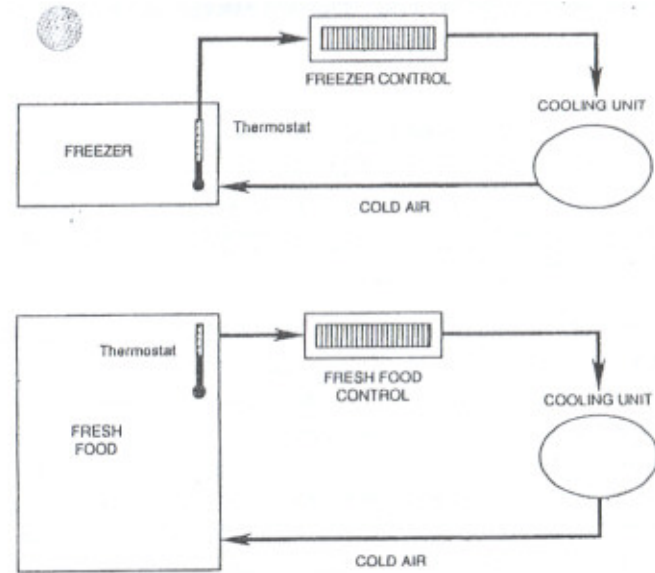 FREEZER CONTROL
COOLING UNIT
Thermostat
FREEZER
COLD AIR
Thermostat
FRESH FOOD
CONTROL
COOLING UNIT
FRESH
FOOD
COLD AIR